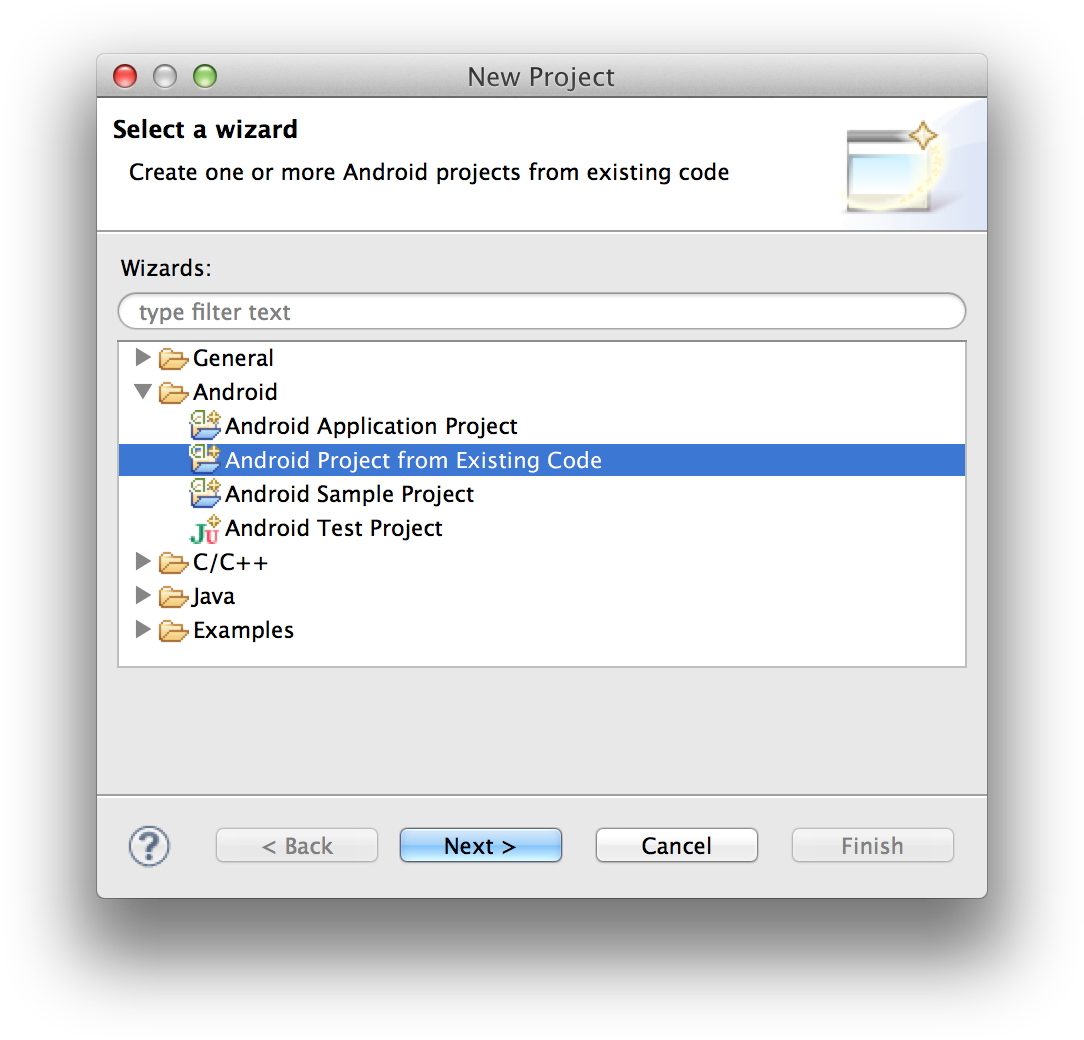 New Project
Select a wizard
Create one or more Android projects from existing code
Wizards:
type filter text
General
Android
Android Application Project
Android Project from Existing Code
Android Sample Project
Ju Android Test Project
C/C++
Java
Examples
? < Back Next > Cancel Finish